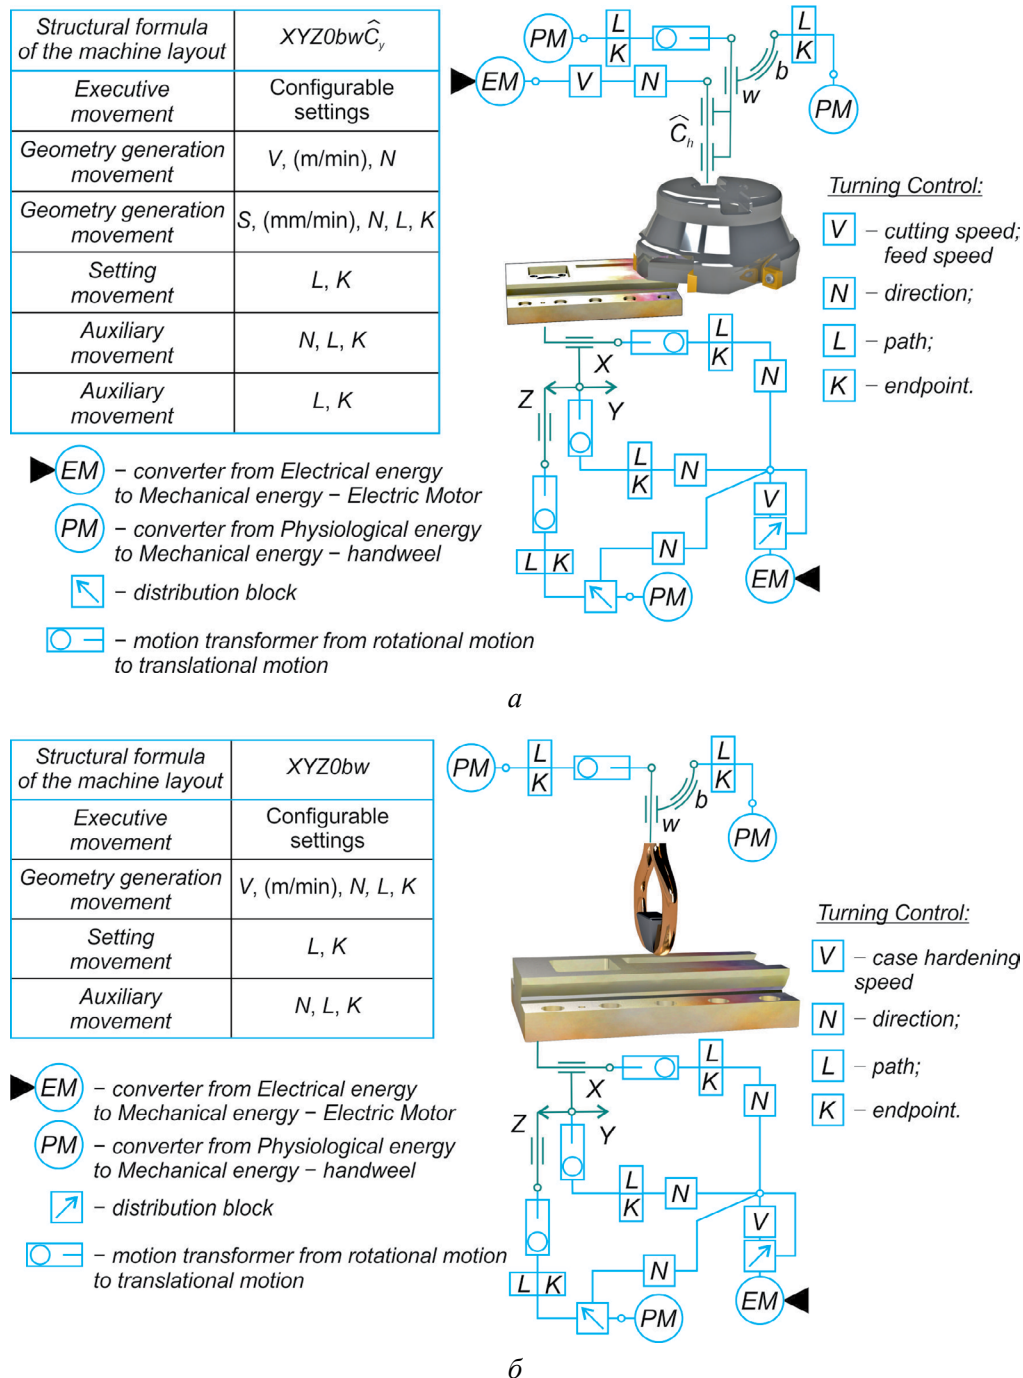 Structural formula
of the machine layout
XYZ0bwĈy
Executive
movement
Configurable
settings
Geometry generation
movement
V, (m/min), N
Geometry generation
movement
S, (mm/min), N, L, K
Setting
movement
L, K
Auxiliary
movement
N, L, K
Auxiliary
movement
L, K
EM – converter from Electrical energy
to Mechanical energy – Electric Motor
PM – converter from Physiological energy
to Mechanical energy – handweel
– distribution block
– motion transformer from rotational motion
to translational motion
PM
L
K
L
K
b
w
EM
V
N
PM
Ĉh
Turning Control:
V – cutting speed;
feed speed
N – direction;
L – path;
K – endpoint.
L
K
X
N
Z
Y
L
K
N
V
N
L K
PM
EM
а
Structural formula
of the machine layout
XYZ0bw
Executive
movement
Configurable
settings
Geometry generation
movement
V, (m/min), N, L, K
Setting
movement
L, K
Auxiliary
movement
N, L, K
EM – converter from Electrical energy
to Mechanical energy – Electric Motor
PM – converter from Physiological energy
to Mechanical energy – handweel
– distribution block
– motion transformer from rotational motion
to translational motion
PM
L
K
L
K
b
w
PM
Turning Control:
V – case hardening
speed
N – direction;
L – path;
K – endpoint.
L
K
X
N
Z
Y
L
K
N
V
N
L K
PM
EM
б